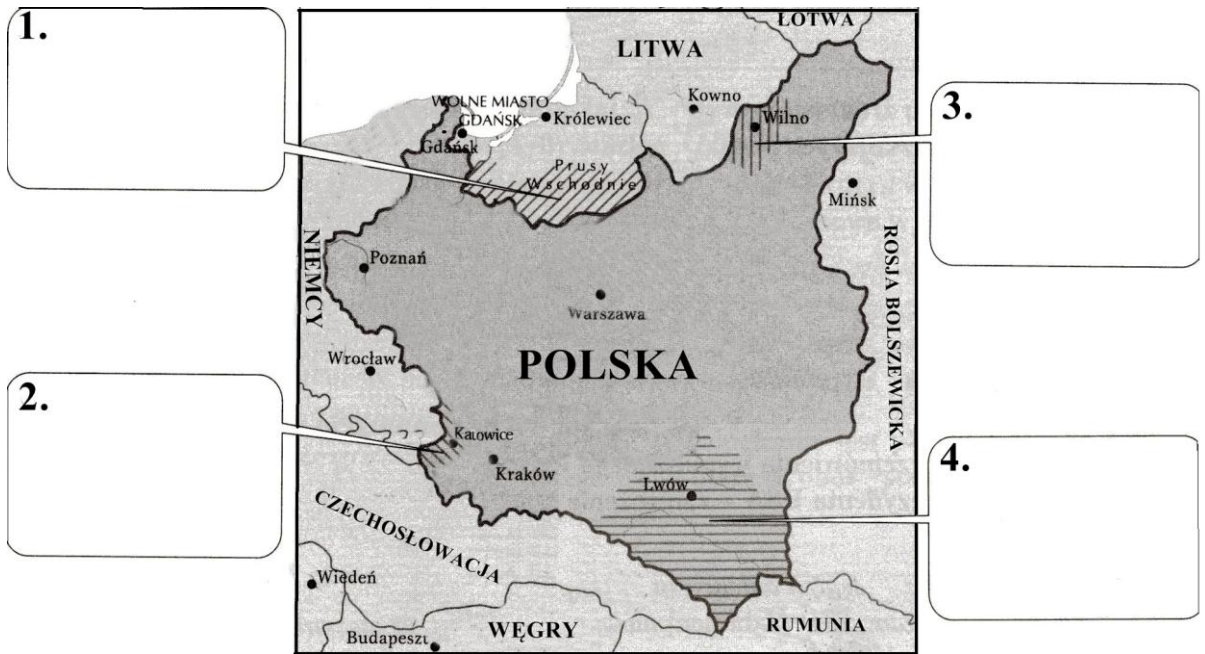 1.
ŁOTWA
LITWA
Kowno
3.
WOLNE MIASTO
GDAŃSK
Królewiec
Wilno
Gdańsk
Prusy
Wschodnie
Mińsk
NIEMCY
Poznań
ROSJA BOLSZEWICKA
Warszawa
Wrocław
POLSKA
2.
Katowice
Kraków
4.
Lwów
CZECHOSŁOWACJA
Wiedeń
Budapeszt
WĘGRY
RUMUNIA